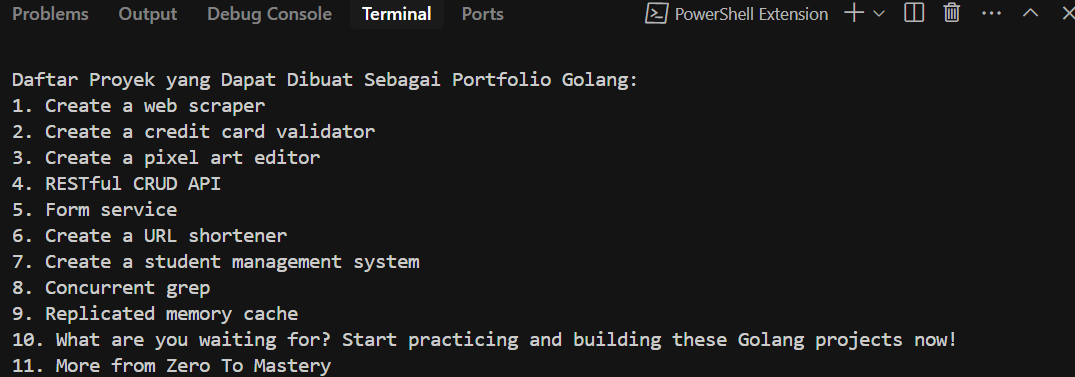 Problems Output Debug Console Terminal Ports PowerShell Extension
Daftar Proyek yang Dapat Dibuat Sebagai Portfolio Golang:
1. Create a web scraper
2. Create a credit card validator
3. Create a pixel art editor
4. RESTful CRUD API
5. Form service
6. Create a URL shortener
7. Create a student management system
8. Concurrent grep
9. Replicated memory cache
10. What are you waiting for? Start practicing and building these Golang projects now!
11. More from Zero To Mastery